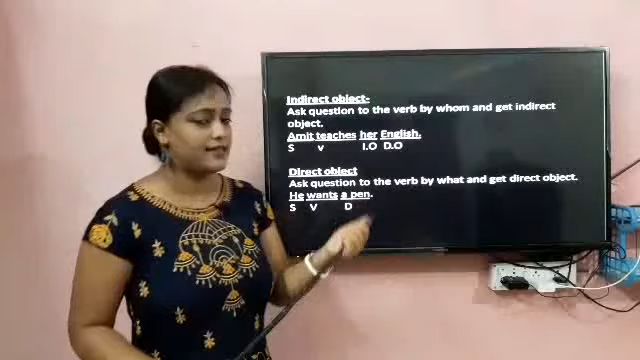 Indirect object:-
Ask question to the verb by whom and get indirect
object.
Amit teaches her English.
S v I.O D.O
Direct object
Ask question to the verb by what and get direct object.
He wants a pen.
S V D